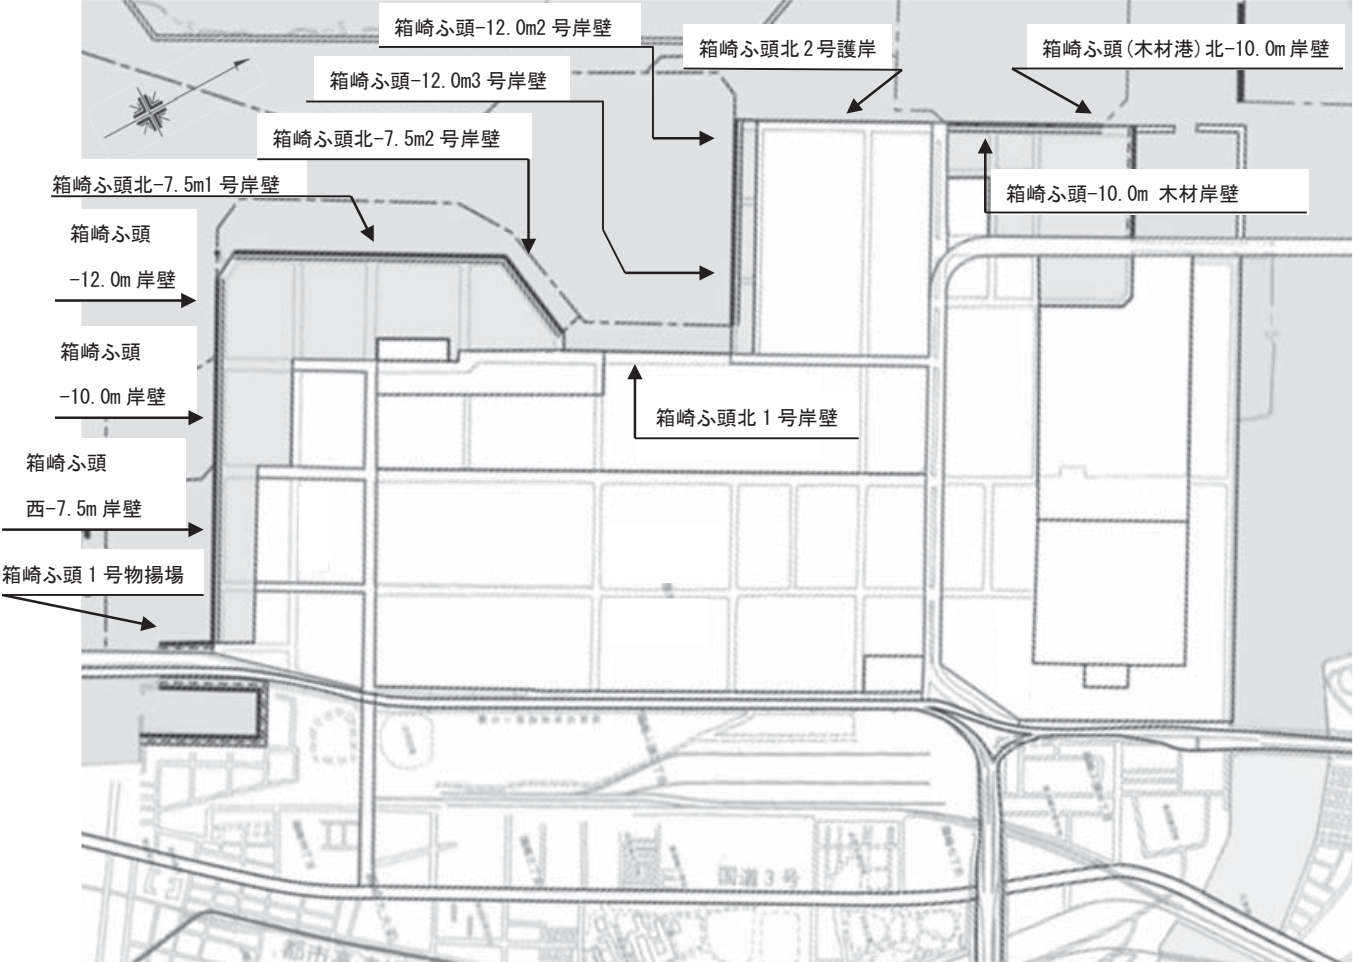 箱崎ふ頭-12.0m2 号岸壁
箱崎ふ頭北 2 号護岸
箱崎ふ頭(木材港)北-10.0m 岸壁
箱崎ふ頭-12.0m3 号岸壁
箱崎ふ頭北-7.5m2 号岸壁
箱崎ふ頭北-7.5m1 号岸壁
箱崎ふ頭-10.0m 木材岸壁
箱崎ふ頭
-12.0m 岸壁
箱崎ふ頭
-10.0m 岸壁
箱崎ふ頭北 1 号岸壁
箱崎ふ頭
西-7.5m 岸壁
箱崎ふ頭 1 号物揚場
国道3号
都市高